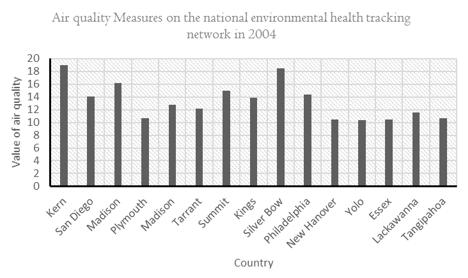 Air quality Measures on the national environmental health tracking
network in 2004
Value of air quality
20
18
16
14
12
10
8
6
4
2
0
Kern
San Diego
Madison
Plymouth
Madison
Tarrant
Summit
Kings
Silver Bow
Philadelphia
New Hanover
Yolo
Essex
Lackawanna
Tangipahoa
Country